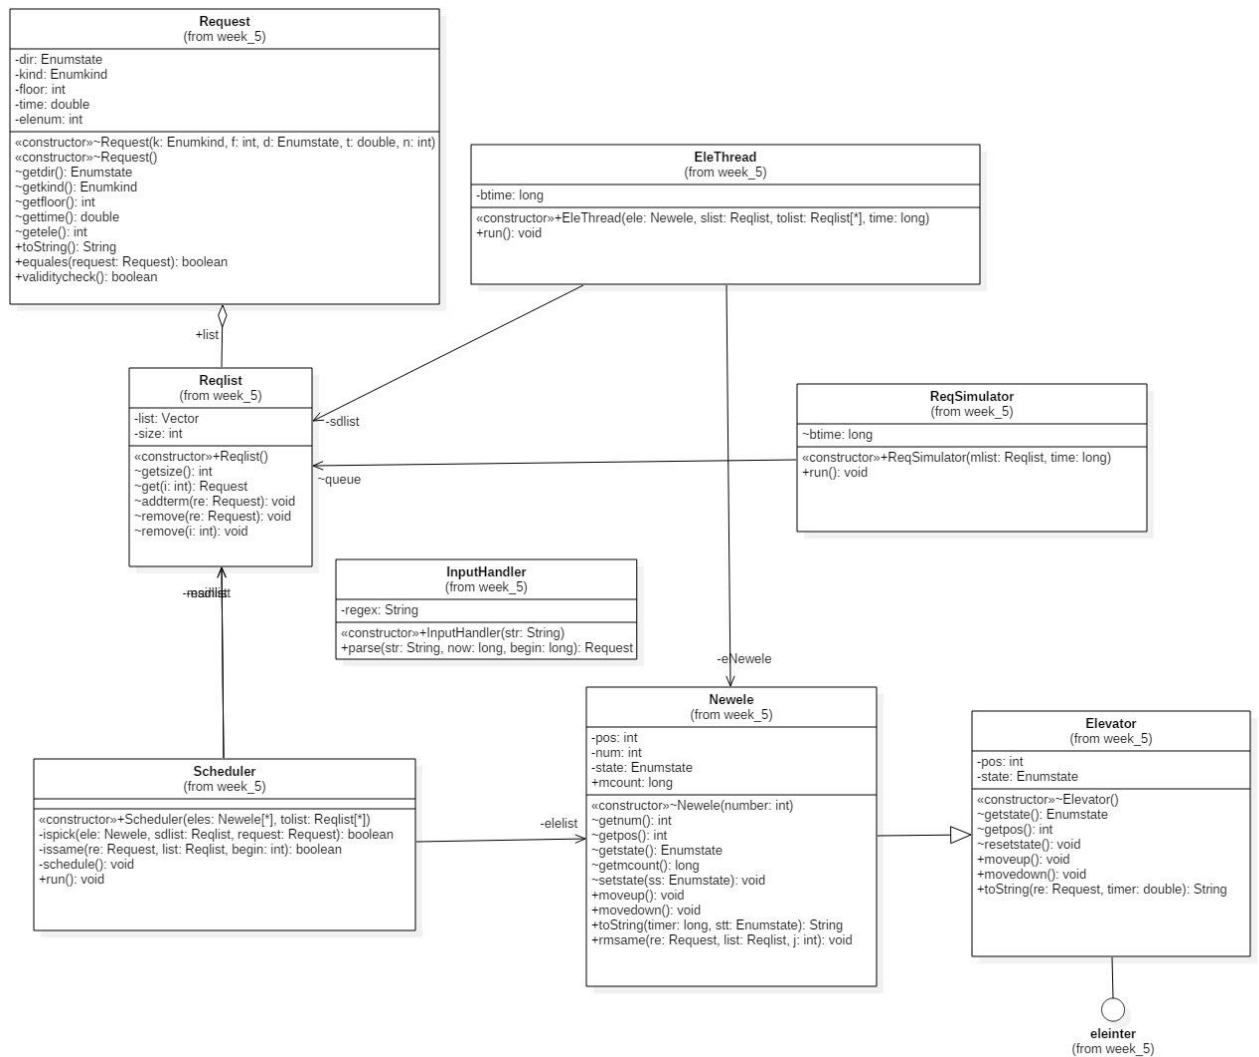 Request
(from week_5)
-dir: Enumstate
-kind: Enumkind
-floor: int
-time: double
-elenum: int
«constructor»~Request(k: Enumkind, f: int, d: Enumstate, t: double, n: int)
«constructor»~Request()
~getdir(): Enumstate
~getkind(): Enumkind
~getfloor(): int
~gettime(): double
~getele(): int
+toString(): String
+equales(request: Request): boolean
+validitycheck(): boolean
EleThread
(from week_5)
-btime: long
«constructor»+EleThread(ele: Newele, slist: Reqlist, tolist: Reqlist[*], time: long)
+run(): void
+list
Reqlist
(from week_5)
-list: Vector
-size: int
«constructor»+Reqlist()
~getsize(): int
~get(i: int): Request
~addterm(re: Request): void
~remove(re: Request): void
~remove(i: int): void
-sdlist
~queue
ReqSimulator
(from week_5)
~btime: long
«constructor»+ReqSimulator(mlist: Reqlist, time: long)
+run(): void
InputHandler
(from week_5)
-regex: String
«constructor»+InputHandler(str: String)
+parse(str: String, now: long, begin: long): Request
Scheduler
(from week_5)
«constructor»+Scheduler(eles: Newele[*], tolist: Reqlist[*])
-ispick(ele: Newele, sdlist: Reqlist, request: Request): boolean
-issame(re: Request, list: Reqlist, begin: int): boolean
-schedule(): void
+run(): void
-elelist
-eNewele
Newele
(from week_5)
-pos: int
-num: int
-state: Enumstate
+mcount: long
«constructor»~Newele(number: int)
~getnum(): int
~getpos(): int
~getstate(): Enumstate
~getmcount(): long
~setstate(ss: Enumstate): void
+moveup(): void
+movedown(): void
+toString(timer: long, stt: Enumstate): String
+rmsame(re: Request, list: Reqlist, j: int): void
Elevator
(from week_5)
-pos: int
-state: Enumstate
«constructor»~Elevator()
~getstate(): Enumstate
~getpos(): int
~resetstate(): void
+moveup(): void
+movedown(): void
+toString(re: Request, timer: double): String
eleinter
(from week_5)